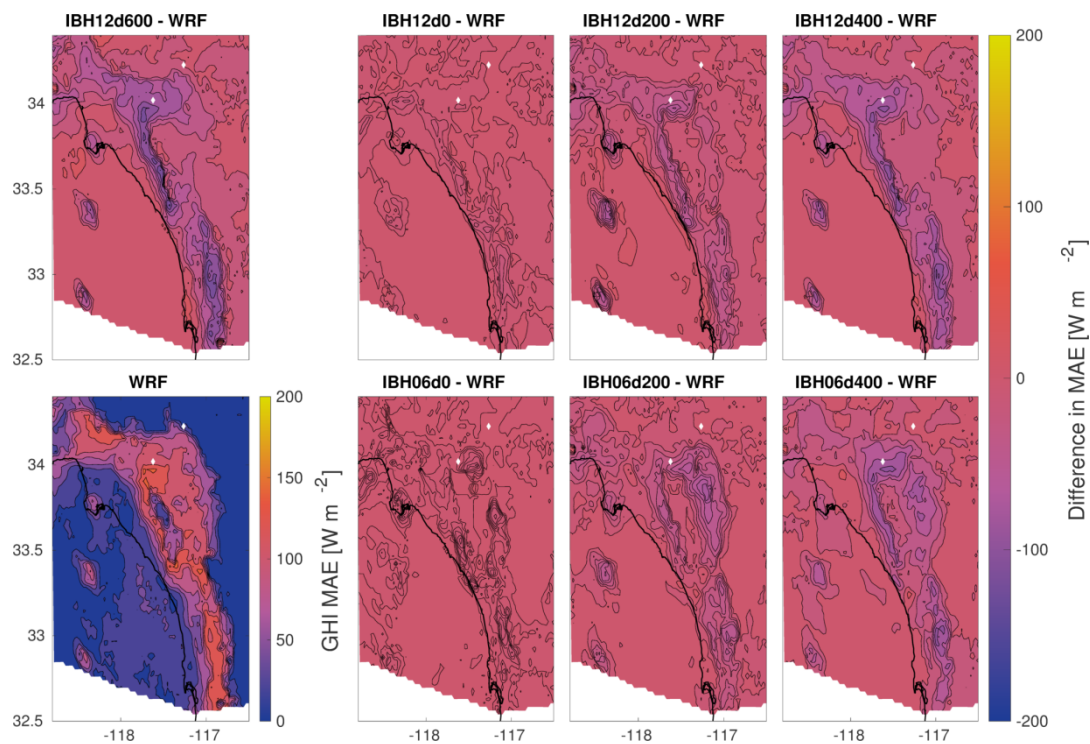 IBH12d600 - WRF
IBH12d0 - WRF
IBH12d200 - WRF
IBH12d400 - WRF
34
33.5
33
32.5
200
100
0
-100
-200
Difference in MAE [W m -2]
WRF
IBH06d0 - WRF
IBH06d200 - WRF
IBH06d400 - WRF
34
33.5
33
32.5
200
150
100
50
0
GHI MAE [W m -2]
-118 -117
-118 -117
-118 -117
-118 -117